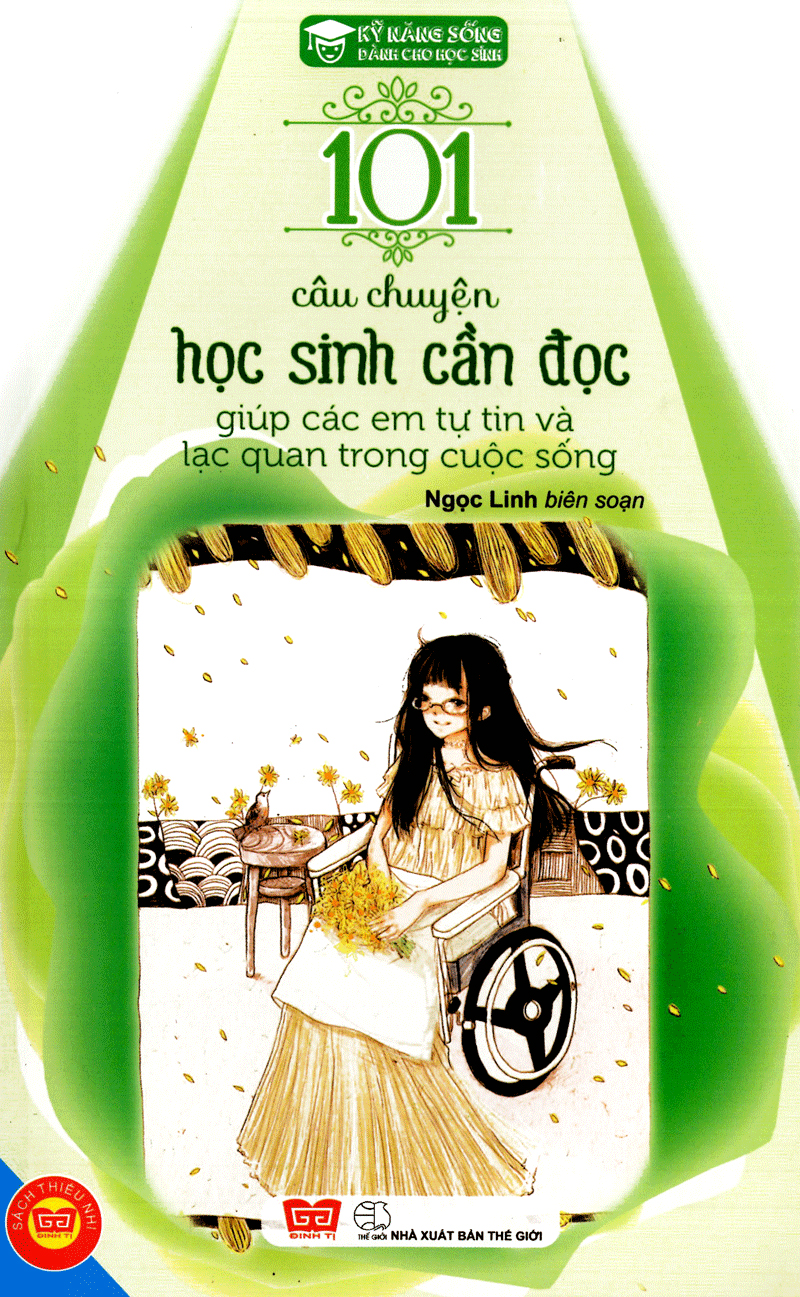 KỸ NĂNG SỐNG
DÀNH CHO HỌC SINH
101
câu chuyện
học sinh cần đọc
giúp các em tự tin và
lạc quan trong cuộc sống
Ngọc Linh biên soạn
SÁCH THIẾU NHI
ĐINH TỊ
ĐINH TỊ
THẾ GIỚI
NHÀ XUẤT BẢN THẾ GIỚI